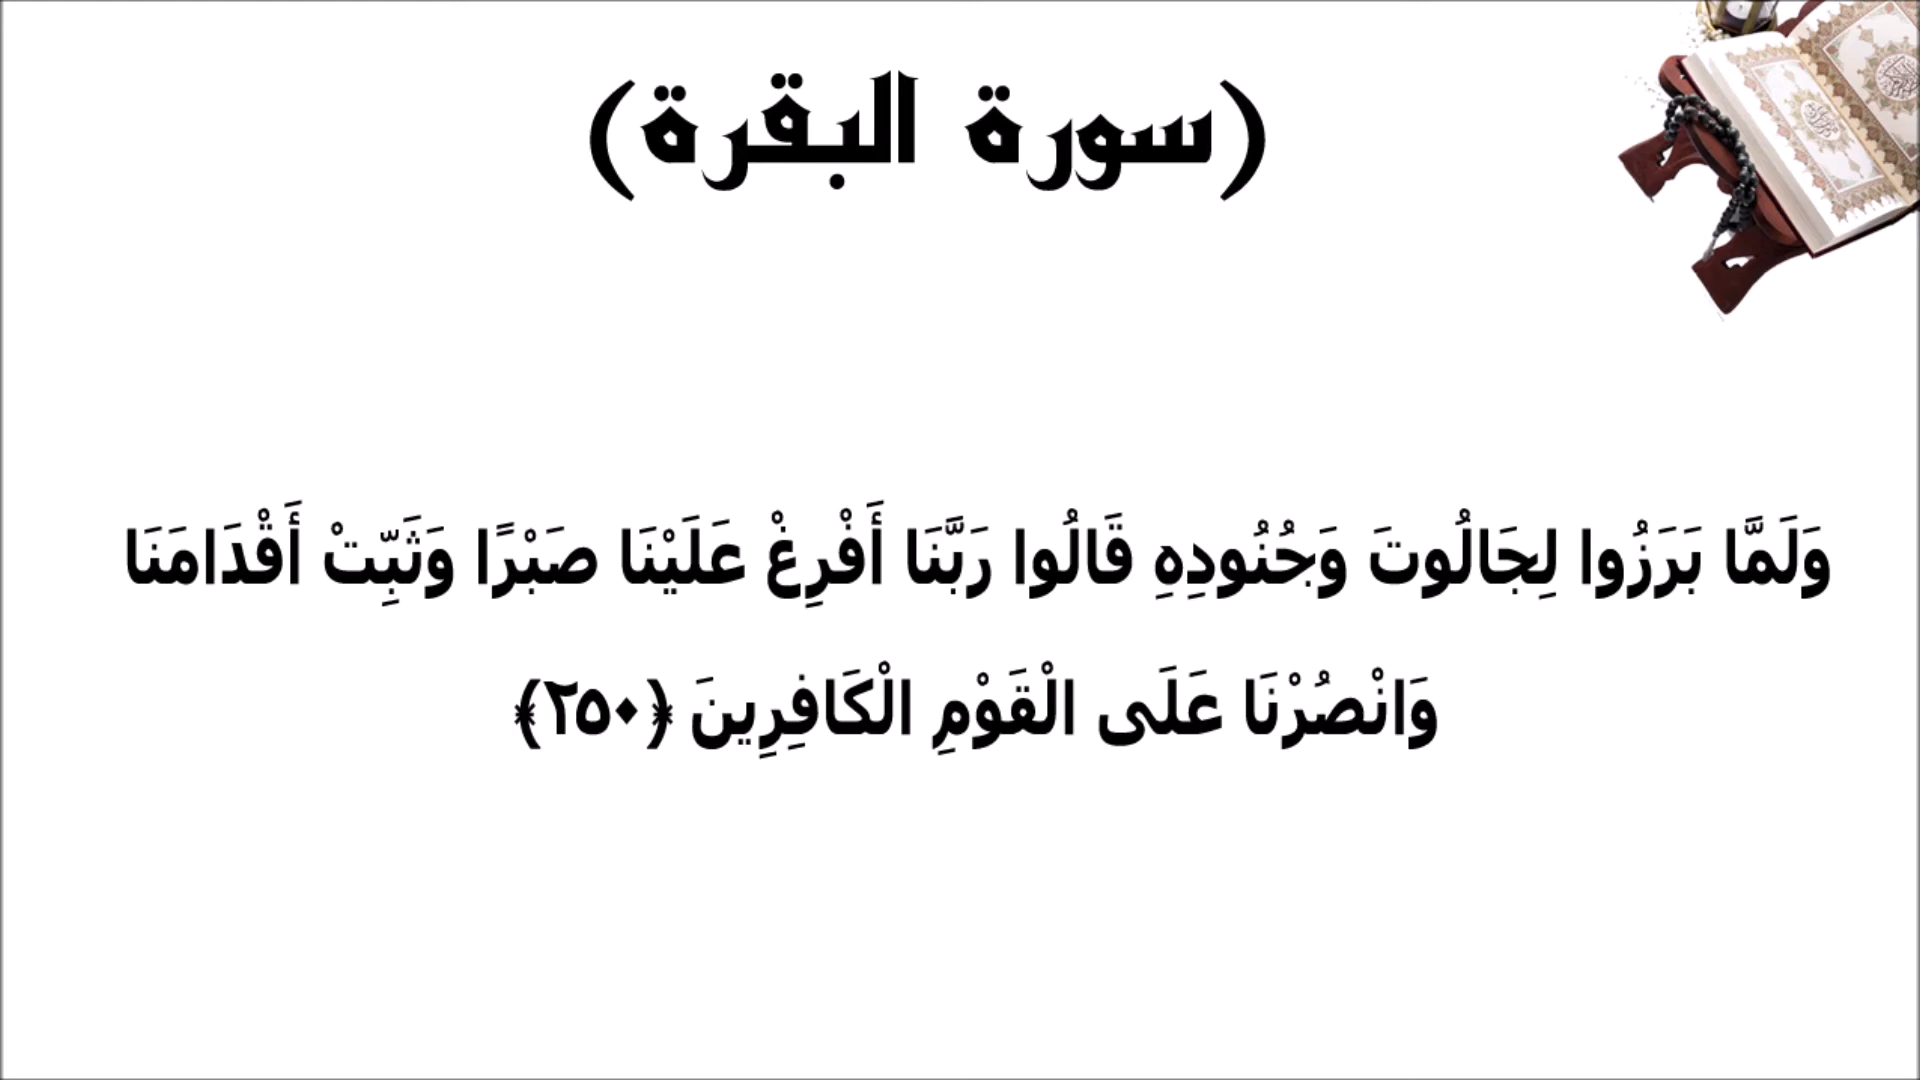 (سورة البقرة)
وَلَمَّا بَرَزُوا لِجَالُوتَ وَجُنُودِهِ قَالُوا رَبَّنَا أَفْرِغْ عَلَيْنَا صَبْرًا وَثَبِّتْ أَقْدَامَنَا
وَانْصُرْنَا عَلَى الْقَوْمِ الْكَافِرِينَ ﴿٢٥٠﴾